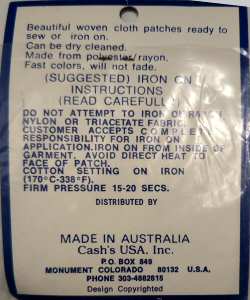 Beautiful woven cloth patches ready to
sew or iron on.
Can be dry cleaned.
Made from polyester/rayon.
Fast colors, will not fade.
(SUGGESTED) IRON ON
INSTRUCTIONS
(READ CAREFULLY)
DO NOT ATTEMPT TO IRON ON
NYLON OR TRIACETATE FABRIC.
CUSTOMER ACCEPTS COMPLETE
RESPONSIBILITY FOR IRON ON
APPLICATION.IRON ON FROM INSIDE OF
GARMENT. AVOID DIRECT HEAT TO
FACE OF PATCH.
COTTON SETTING ON IRON
(170°C-338°F).
FIRM PRESSURE 15-20 SECS.
DISTRIBUTED BY
MADE IN AUSTRALIA
Cash's USA. Inc.
P.O. BOX 849
MONUMENT COLORADO 80132 U.S.A.
PHONE 303-4882815
Design Copyrighted